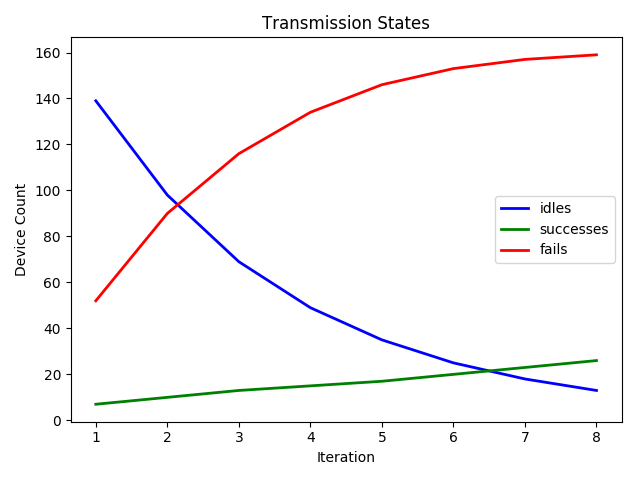 Transmission States
Device Count
160
140
120
100
80
60
40
20
0
idles
successes
fails
1 2 3 4 5 6 7 8
Iteration